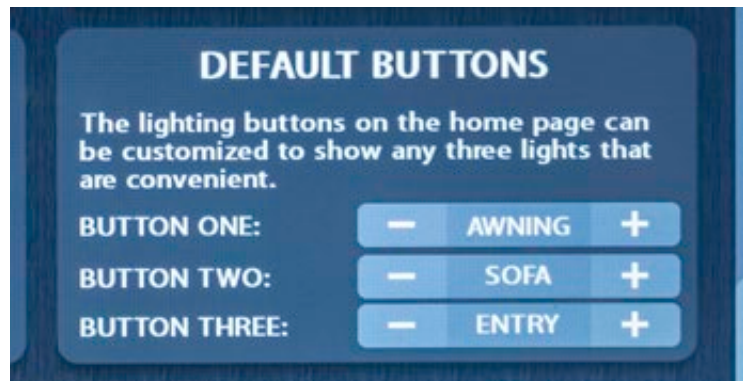 DEFAULT BUTTONS
The lighting buttons on the home page can
be customized to show any three lights that
are convenient.
BUTTON ONE: – AWNING +
BUTTON TWO: – SOFA +
BUTTON THREE: – ENTRY +